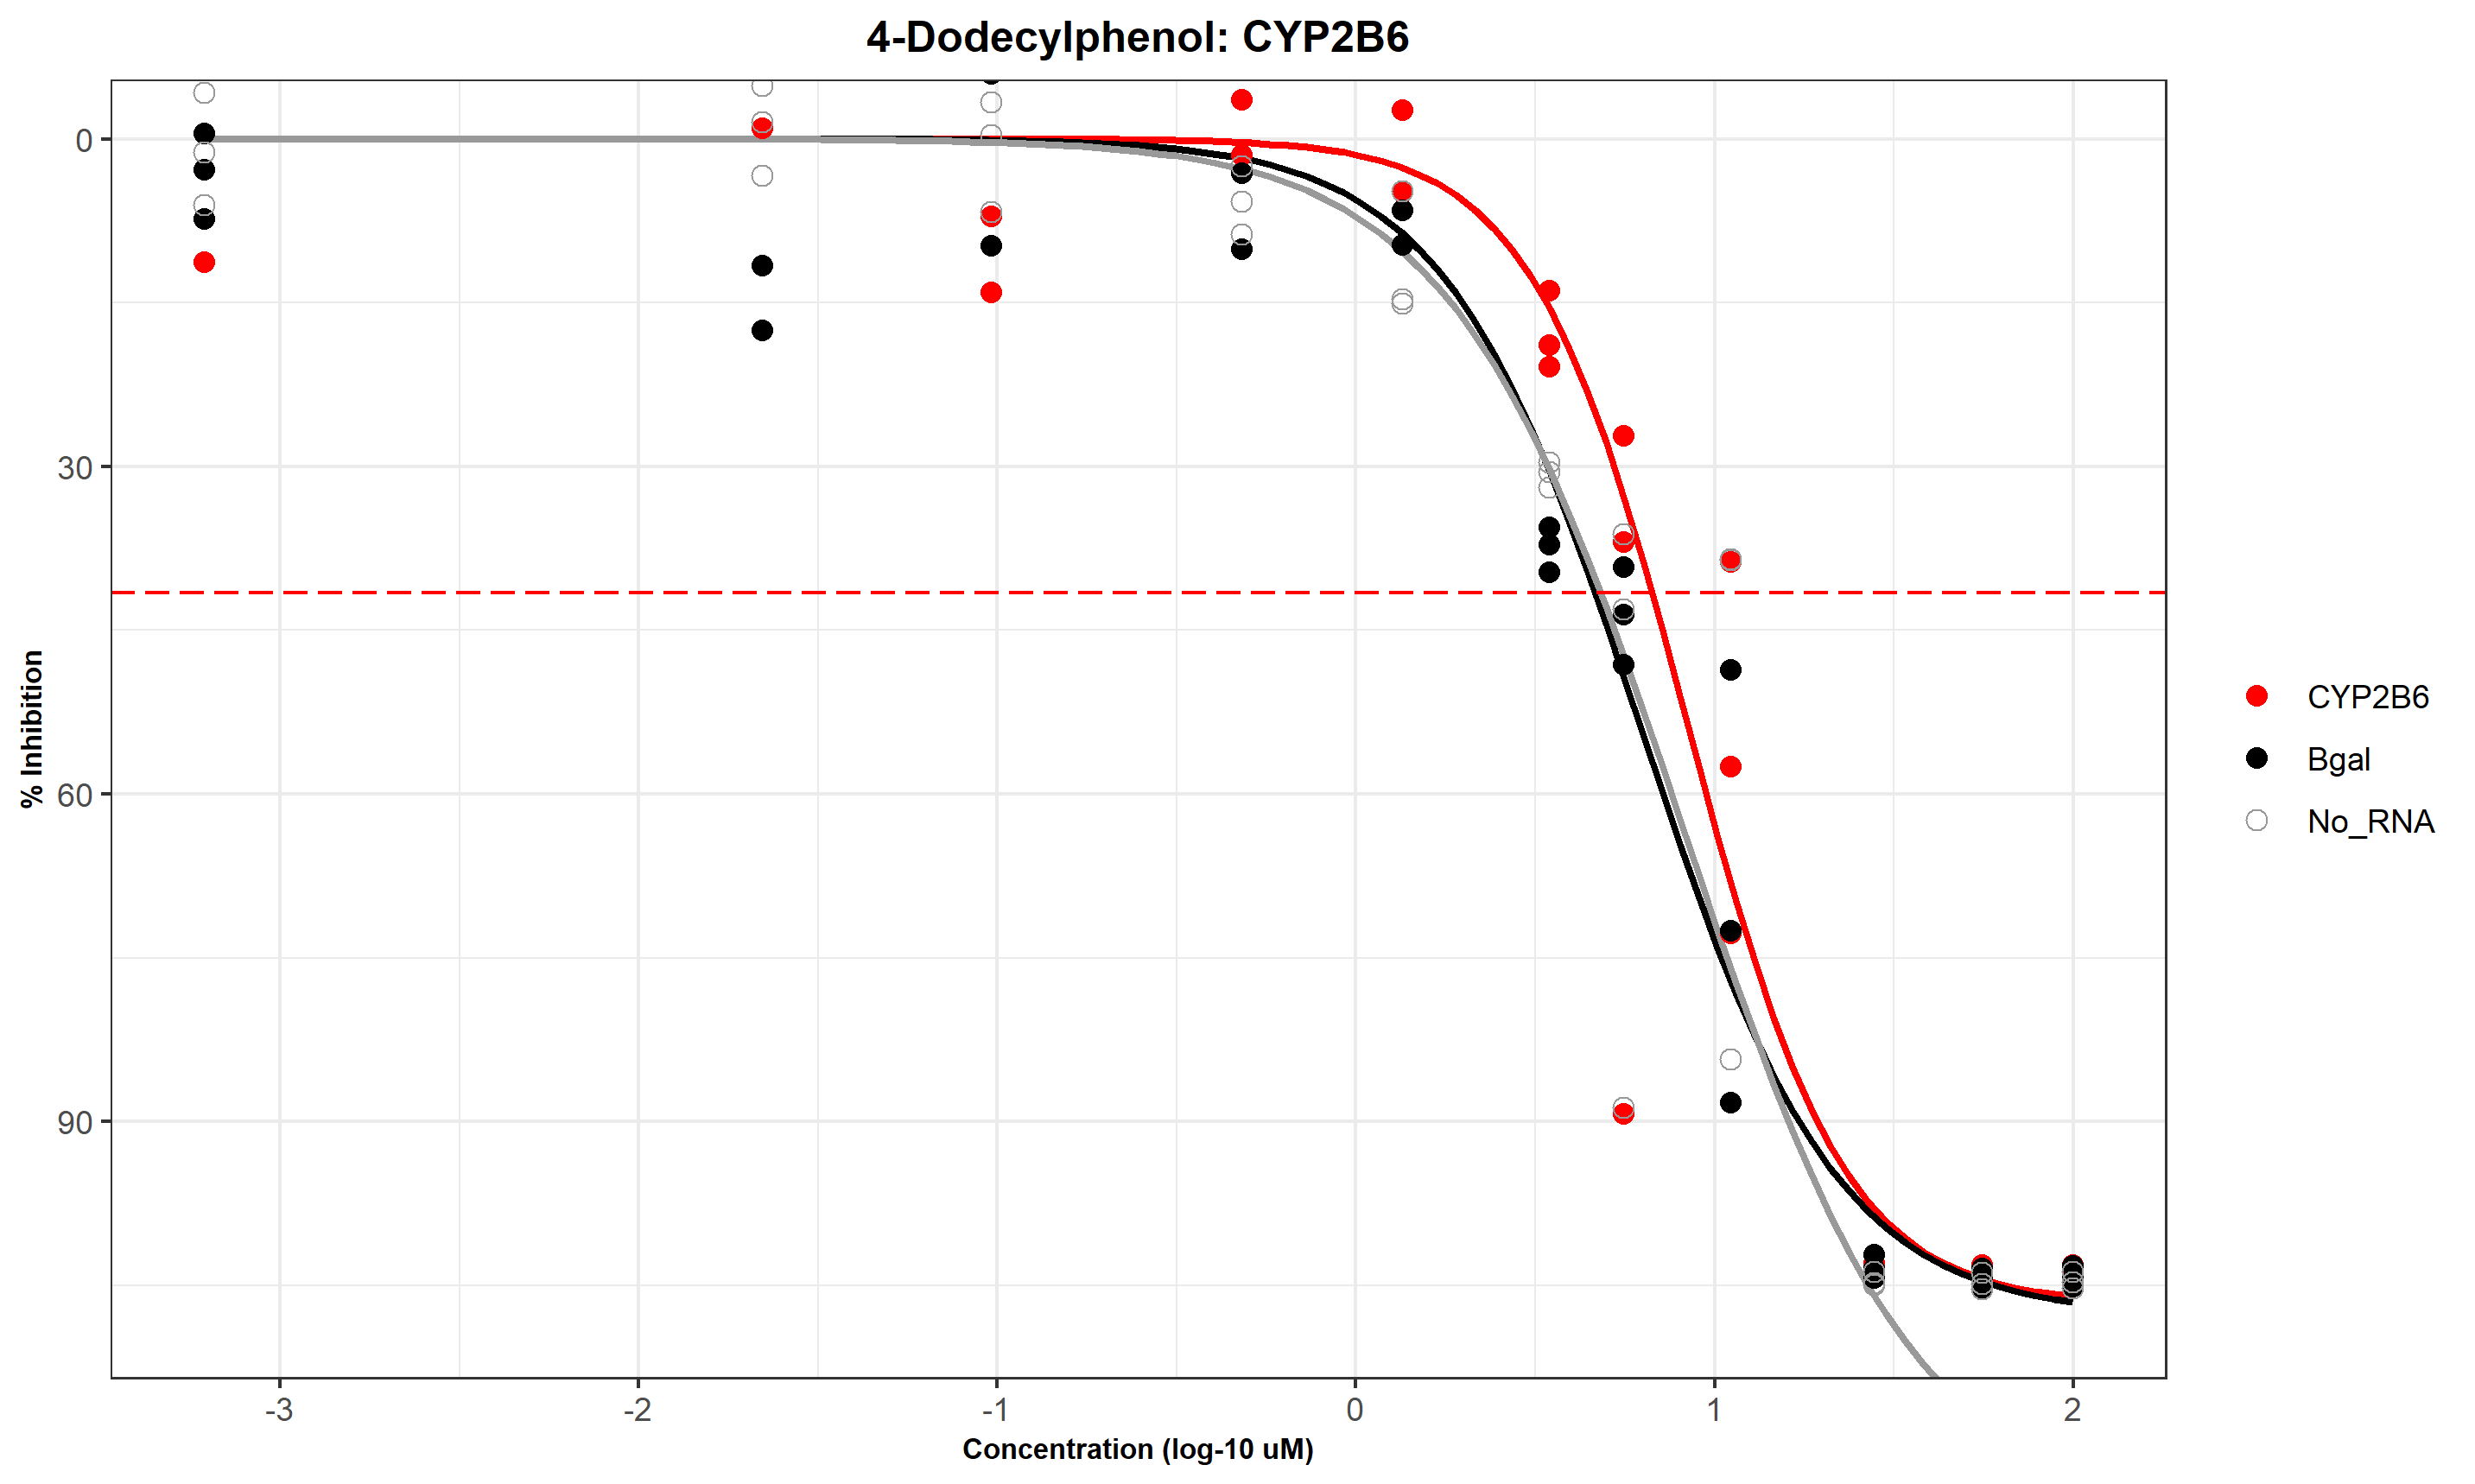 4-Dodecylphenol: CYP2B6
% Inhibition
0
30
60
90
-3
-2
-1
0
1
2
Concentration (log-10 uM)
CYP2B6
Bgal
No_RNA